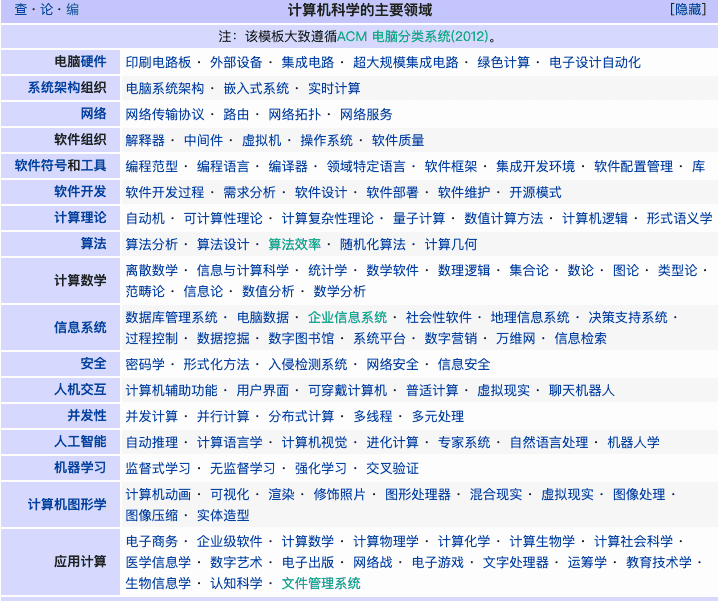 查·论·编 计算机科学的主要领域 [隐藏]
注：该模板大致遵循ACM 电脑分类系统(2012)。
电脑硬件 印刷电路板 · 外部设备 · 集成电路 · 超大规模集成电路 · 绿色计算 · 电子设计自动化
系统架构组织 电脑系统架构 · 嵌入式系统 · 实时计算
网络 网络传输协议 · 路由 · 网络拓扑 · 网络服务
软件组织 解释器 · 中间件 · 虚拟机 · 操作系统 · 软件质量
软件符号和工具 编程范型 · 编程语言 · 编译器 · 领域特定语言 · 软件框架 · 集成开发环境 · 软件配置管理 · 库
软件开发 软件开发过程 · 需求分析 · 软件设计 · 软件部署 · 软件维护 · 开源模式
计算理论 自动机 · 可计算性理论 · 计算复杂性理论 · 量子计算 · 数值计算方法 · 计算机逻辑 · 形式语义学
算法 算法分析 · 算法设计 · 算法效率 · 随机化算法 · 计算几何
计算数学 离散数学 · 信息与计算科学 · 统计学 · 数学软件 · 数理逻辑 · 集合论 · 数论 · 图论 · 类型论 ·
范畴论 · 信息论 · 数值分析 · 数学分析
信息系统 数据库管理系统 · 电脑数据 · 企业信息系统 · 社会性软件 · 地理信息系统 · 决策支持系统 ·
过程控制 · 数据挖掘 · 数字图书馆 · 系统平台 · 数字营销 · 万维网 · 信息检索
安全 密码学 · 形式化方法 · 入侵检测系统 · 网络安全 · 信息安全
人机交互 计算机辅助功能 · 用户界面 · 可穿戴计算机 · 普适计算 · 虚拟现实 · 聊天机器人
并发性 并发计算 · 并行计算 · 分布式计算 · 多线程 · 多元处理
人工智能 自动推理 · 计算语言学 · 计算机视觉 · 进化计算 · 专家系统 · 自然语言处理 · 机器人学
机器学习 监督式学习 · 无监督学习 · 强化学习 · 交叉验证
计算机图形学 计算机动画 · 可视化 · 渲染 · 修饰照片 · 图形处理器 · 混合现实 · 虚拟现实 · 图像处理 ·
图像压缩 · 实体造型
应用计算 电子商务 · 企业级软件 · 计算数学 · 计算物理学 · 计算化学 · 计算生物学 · 计算社会科学 ·
医学信息学 · 数字艺术 · 电子出版 · 网络战 · 电子游戏 · 文字处理器 · 运筹学 · 教育技术学 ·
生物信息学 · 认知科学 · 文件管理系统